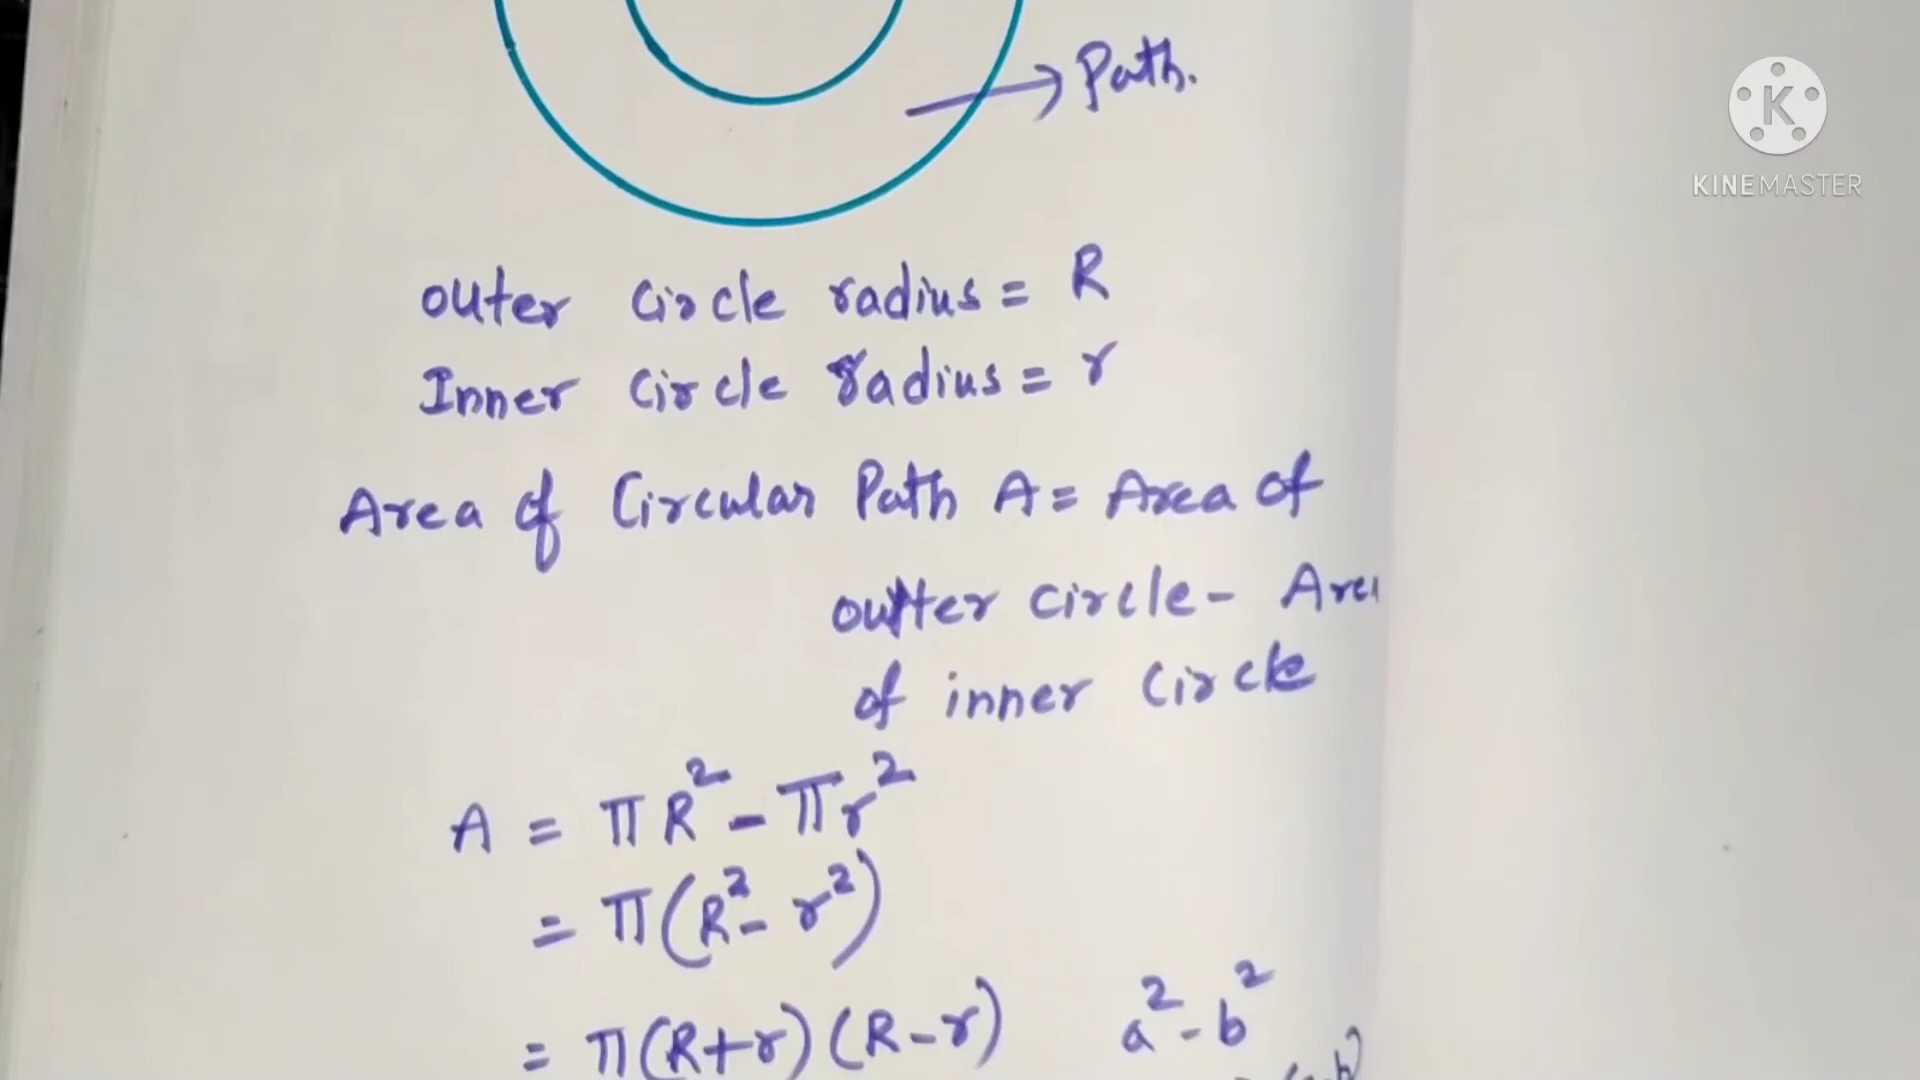 Path.
K
KINEMASTER
outer circle radius = R
Inner circle radius = r
Area of Circular Path A = Area of
outter circle - Area
of inner circle
A = πR² - πr²
= π(R² - r²)
= π(R+r)(R-r) a² - b²